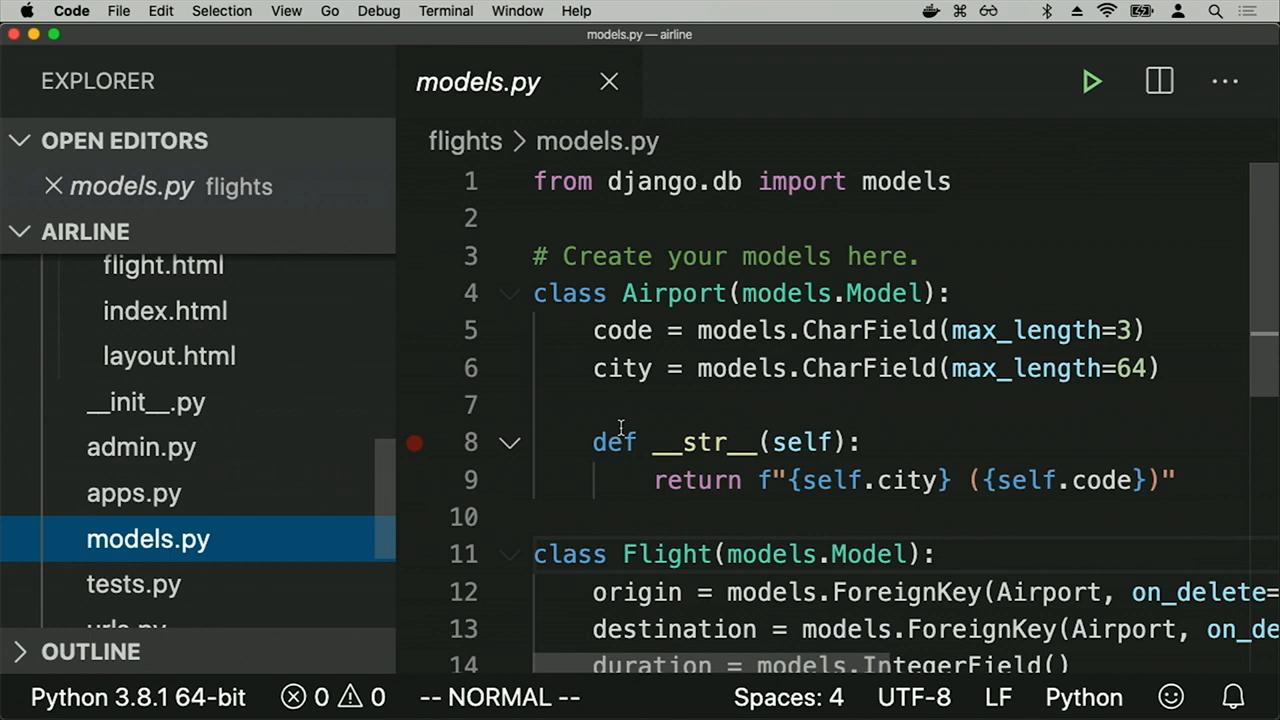 Code File Edit Selection View Go Debug Terminal Window Help
models.py — airline
EXPLORER
models.py
OPEN EDITORS
models.py flights
AIRLINE
flight.html
index.html
layout.html
__init__.py
admin.py
apps.py
models.py
tests.py
urls.py
OUTLINE
flights > models.py
1 from django.db import models
2
3 # Create your models here.
4 class Airport(models.Model):
5 code = models.CharField(max_length=3)
6 city = models.CharField(max_length=64)
7
8 def __str__(self):
9 return f"{self.city} ({self.code})"
10
11 class Flight(models.Model):
12 origin = models.ForeignKey(Airport, on_delete=
13 destination = models.ForeignKey(Airport, on_de
14 duration = models.IntegerField()
Python 3.8.1 64-bit 0 0 -- NORMAL -- Spaces: 4 UTF-8 LF Python